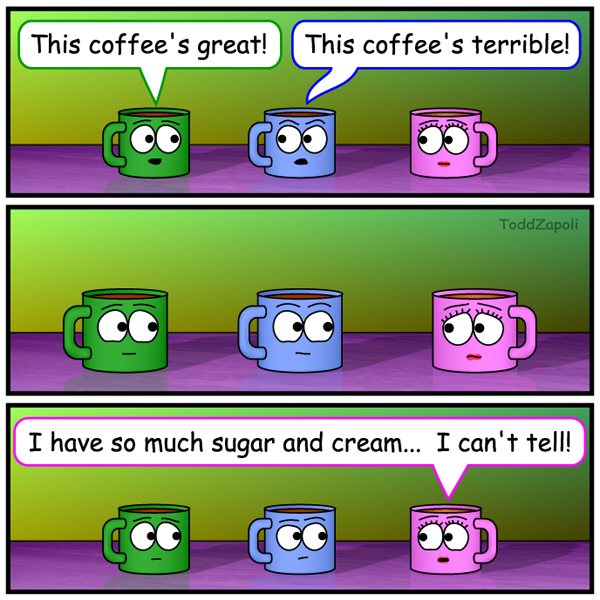 This coffee's great!
This coffee's terrible!
ToddZapoli
I have so much sugar and cream... I can't tell!